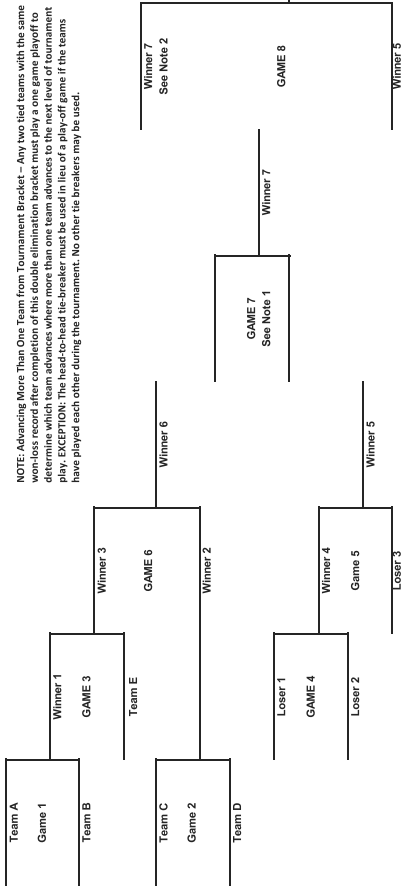 NOTE: Advancing More Than One Team from Tournament Bracket – Any two tied teams with the same
won-loss record after completion of this double elimination bracket must play a one game playoff to
determine which team advances where more than one team advances to the next level of tournament
play. EXCEPTION: The head-to-head tie-breaker must be used in lieu of a play-off game if the teams
have played each other during the tournament. No other tie breakers may be used.
Team A
Game 1
Team B
Team C
Game 2
Team D
Winner 1
GAME 3
Team E
Loser 1
GAME 4
Loser 2
Winner 3
GAME 6
Winner 2
Winner 4
Game 5
Loser 3
Winner 6
Winner 5
GAME 7
See Note 1
Winner 7
Winner 7
See Note 2
GAME 8
Winner 5